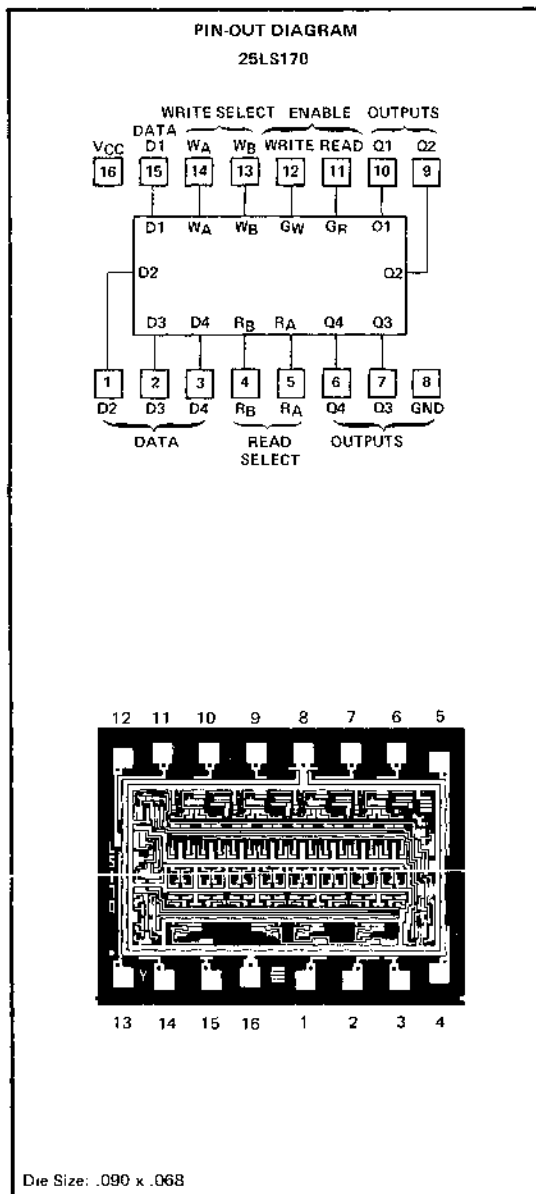 PIN-OUT DIAGRAM
25LS170
WRITE SELECT ENABLE OUTPUTS
DATA
VCC D1 WA WB WRITE READ Q1 Q2
16 15 14 13 12 11 10 9
D1 WA WB GW GR Q1
D2 Q2
D3 D4 RB RA Q4 Q3
1 2 3 4 5 6 7 8
D2 D3 D4 RB RA Q4 Q3 GND
DATA READ OUTPUTS
SELECT
12 11 10 9 8 7 6 5
Y
13 14 15 16 1 2 3 4
Die Size: .090 x .068